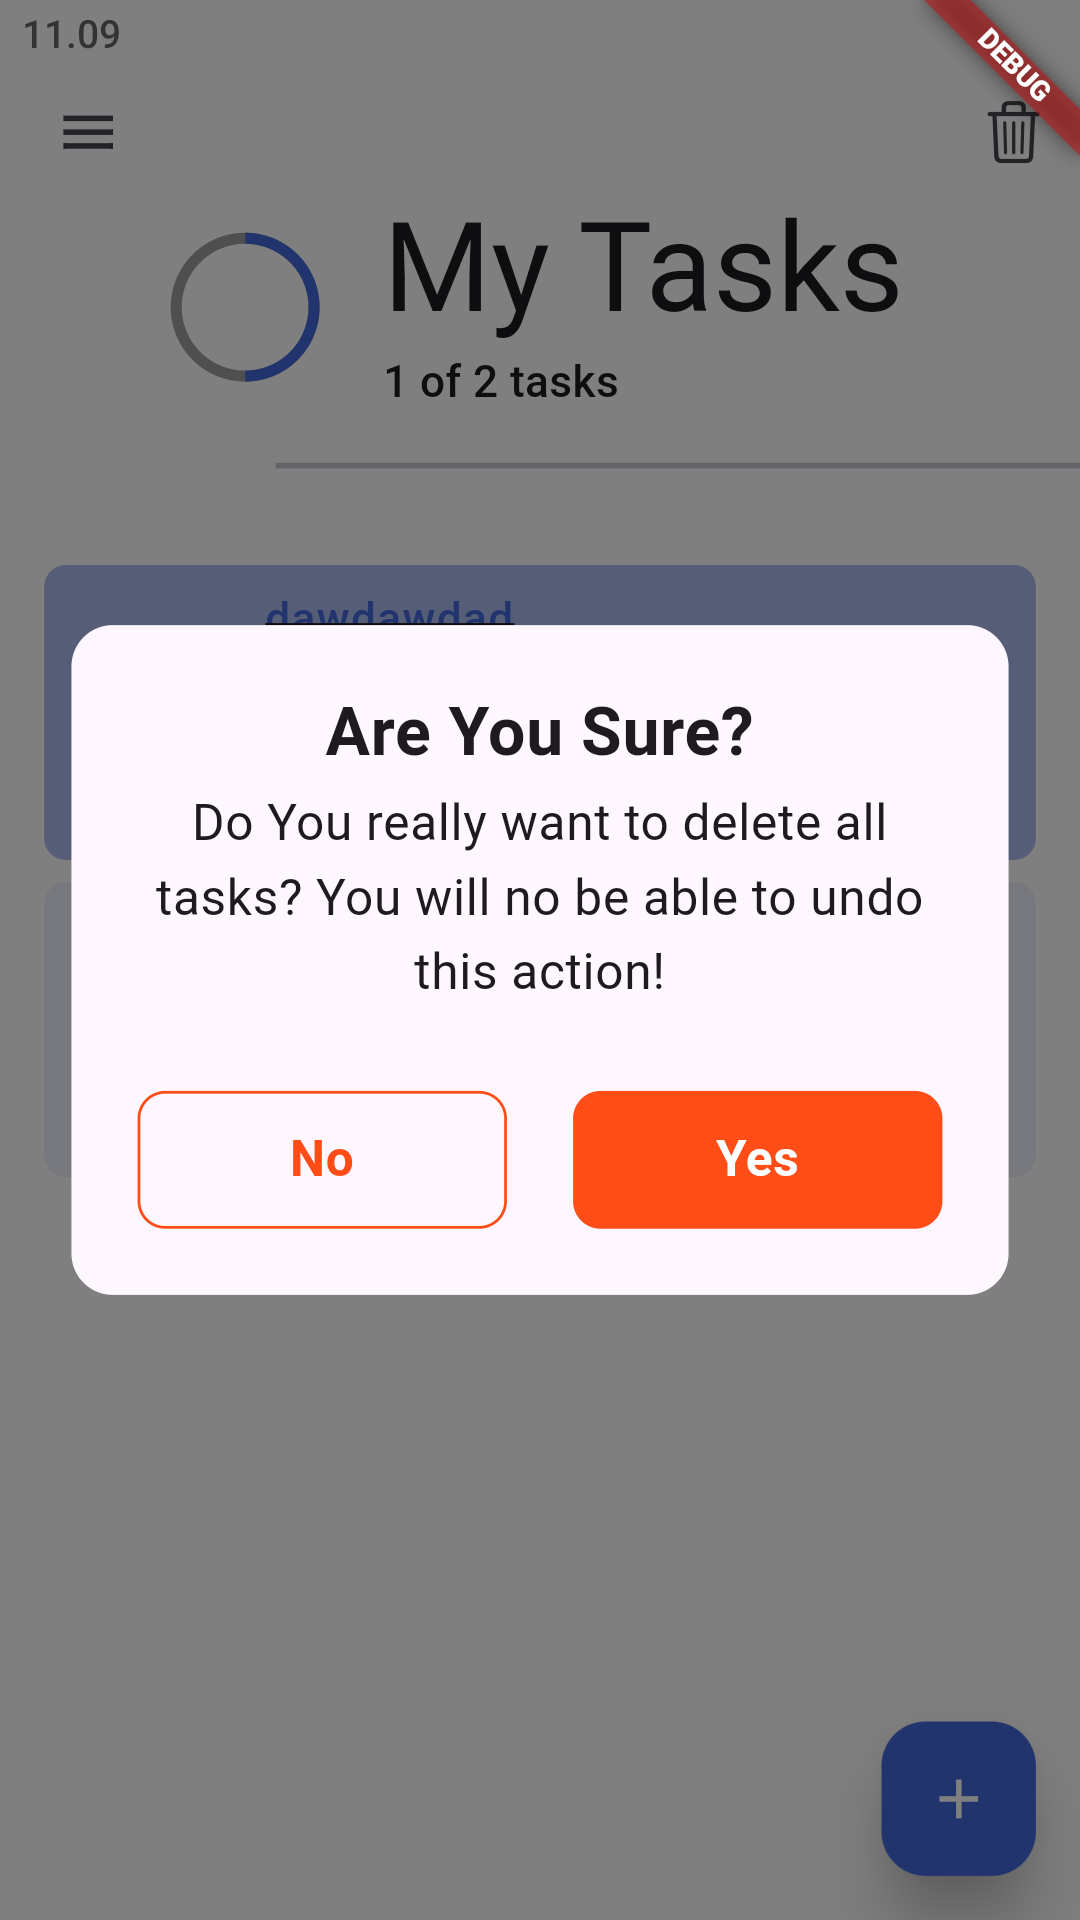 11.09
DEBUG
My Tasks
1 of 2 tasks
dawdawdad
Are You Sure?
Do You really want to delete all
tasks? You will no be able to undo
this action!
No
Yes